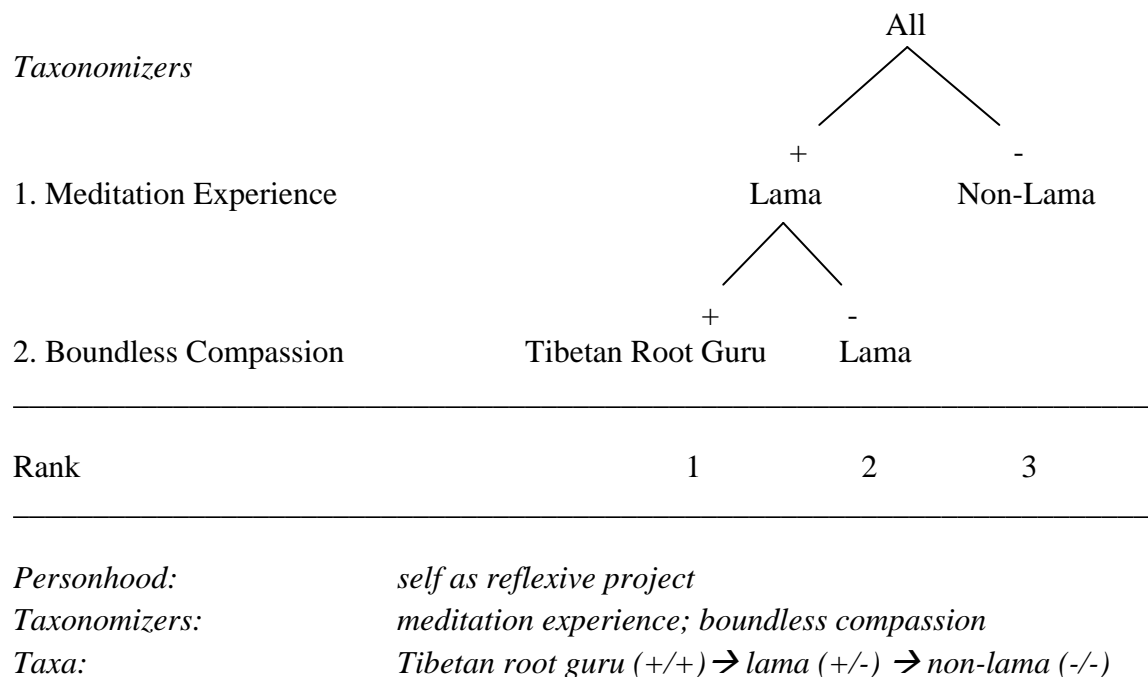 All
Taxonomizers
+ -
1. Meditation Experience Lama Non-Lama
+ -
2. Boundless Compassion Tibetan Root Guru Lama
Rank 1 2 3
Personhood: self as reflexive project
Taxonomizers: meditation experience; boundless compassion
Taxa: Tibetan root guru (+/+)→ lama (+/-) → non-lama (-/-)